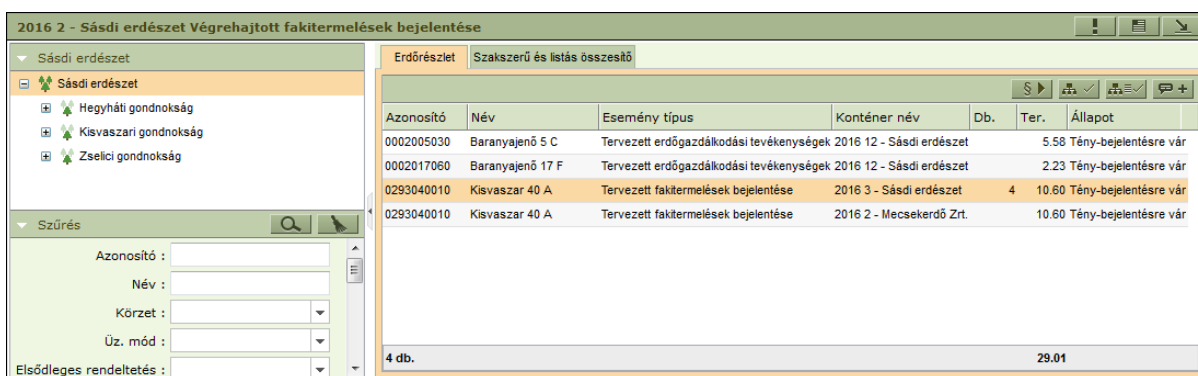 2016 2 - Sásdi erdészet Végrehajtott fakitermelések bejelentése
Sásdi erdészet
Sásdi erdészet
Hegyháti gondnokság
Kisvaszari gondnokság
Zselici gondnokság
Szűrés
Azonosító :
Név :
Körzet :
Üz. mód :
Elsődleges rendeltetés :
Erdőrészlet Szakszerű és listás összesítő
Azonosító Név Esemény típus Konténer név Db. Ter. Állapot
0002005030 Baranyajenő 5 C Tervezett erdőgazdálkodási tevékenységek 2016 12 - Sásdi erdészet 5.58 Tény-bejelentésre vár
0002017060 Baranyajenő 17 F Tervezett erdőgazdálkodási tevékenységek 2016 12 - Sásdi erdészet 2.23 Tény-bejelentésre vár
0293040010 Kisvaszar 40 A Tervezett fakitermelések bejelentése 2016 3 - Sásdi erdészet 4 10.60 Tény-bejelentésre vár
0293040010 Kisvaszar 40 A Tervezett fakitermelések bejelentése 2016 2 - Mecsekerdő Zrt. 10.60 Tény-bejelentésre vár
4 db. 29.01